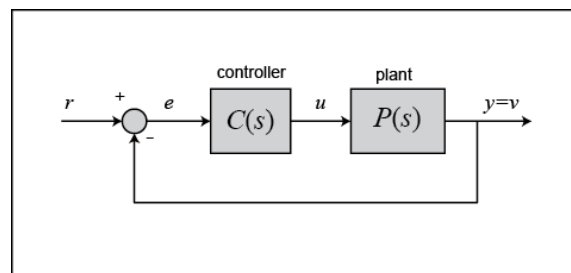 controller
plant
r
+
e
C(s)
u
P(s)
y=v
−